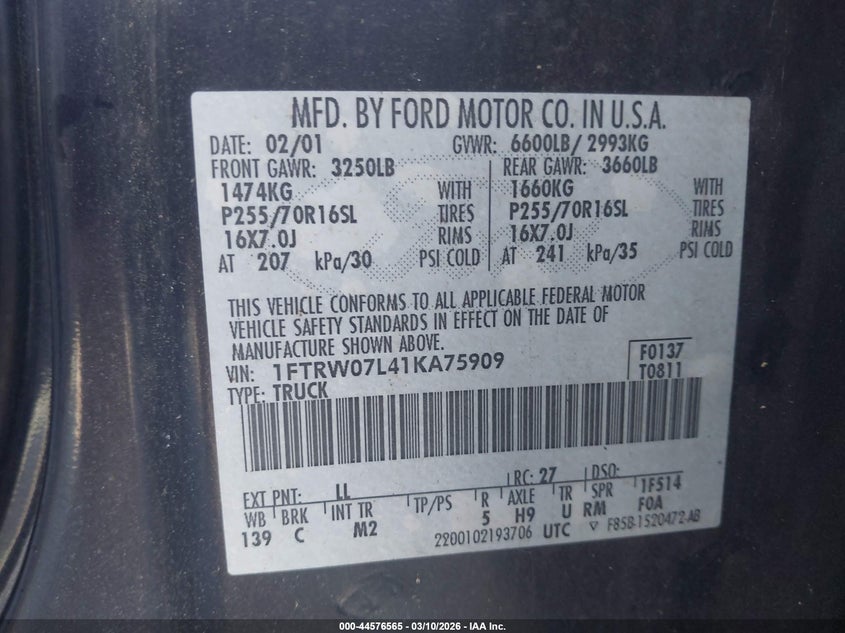 MFD. BY FORD MOTOR CO. IN U.S.A.
DATE: 02/01 GVWR: 6600LB/ 2993KG
FRONT GAWR: 3250LB REAR GAWR: 3660LB
1474KG WITH 1660KG WITH
P255/70R16SL TIRES P255/70R16SL TIRES
16X7.0J RIMS 16X7.0J RIMS
AT 207 kPa/30 PSI COLD AT 241 kPa/35 PSI COLD
THIS VEHICLE CONFORMS TO ALL APPLICABLE FEDERAL MOTOR
VEHICLE SAFETY STANDARDS IN EFFECT ON THE DATE OF
MANUFACTURE SHOWN ABOVE.
VIN: 1FTRW07L41KA75909 F0137
TYPE: TRUCK T0811
EXT PNT: LL RC: 27 DSO:
WB BRK INT TR TP/PS R AXLE TR SPR 1F514
139 C M2 5 H9 U RM F0A
2200102193706 UTC F85B-1520472-AB
000-44576565 — 03/10/2026 — IAA Inc.